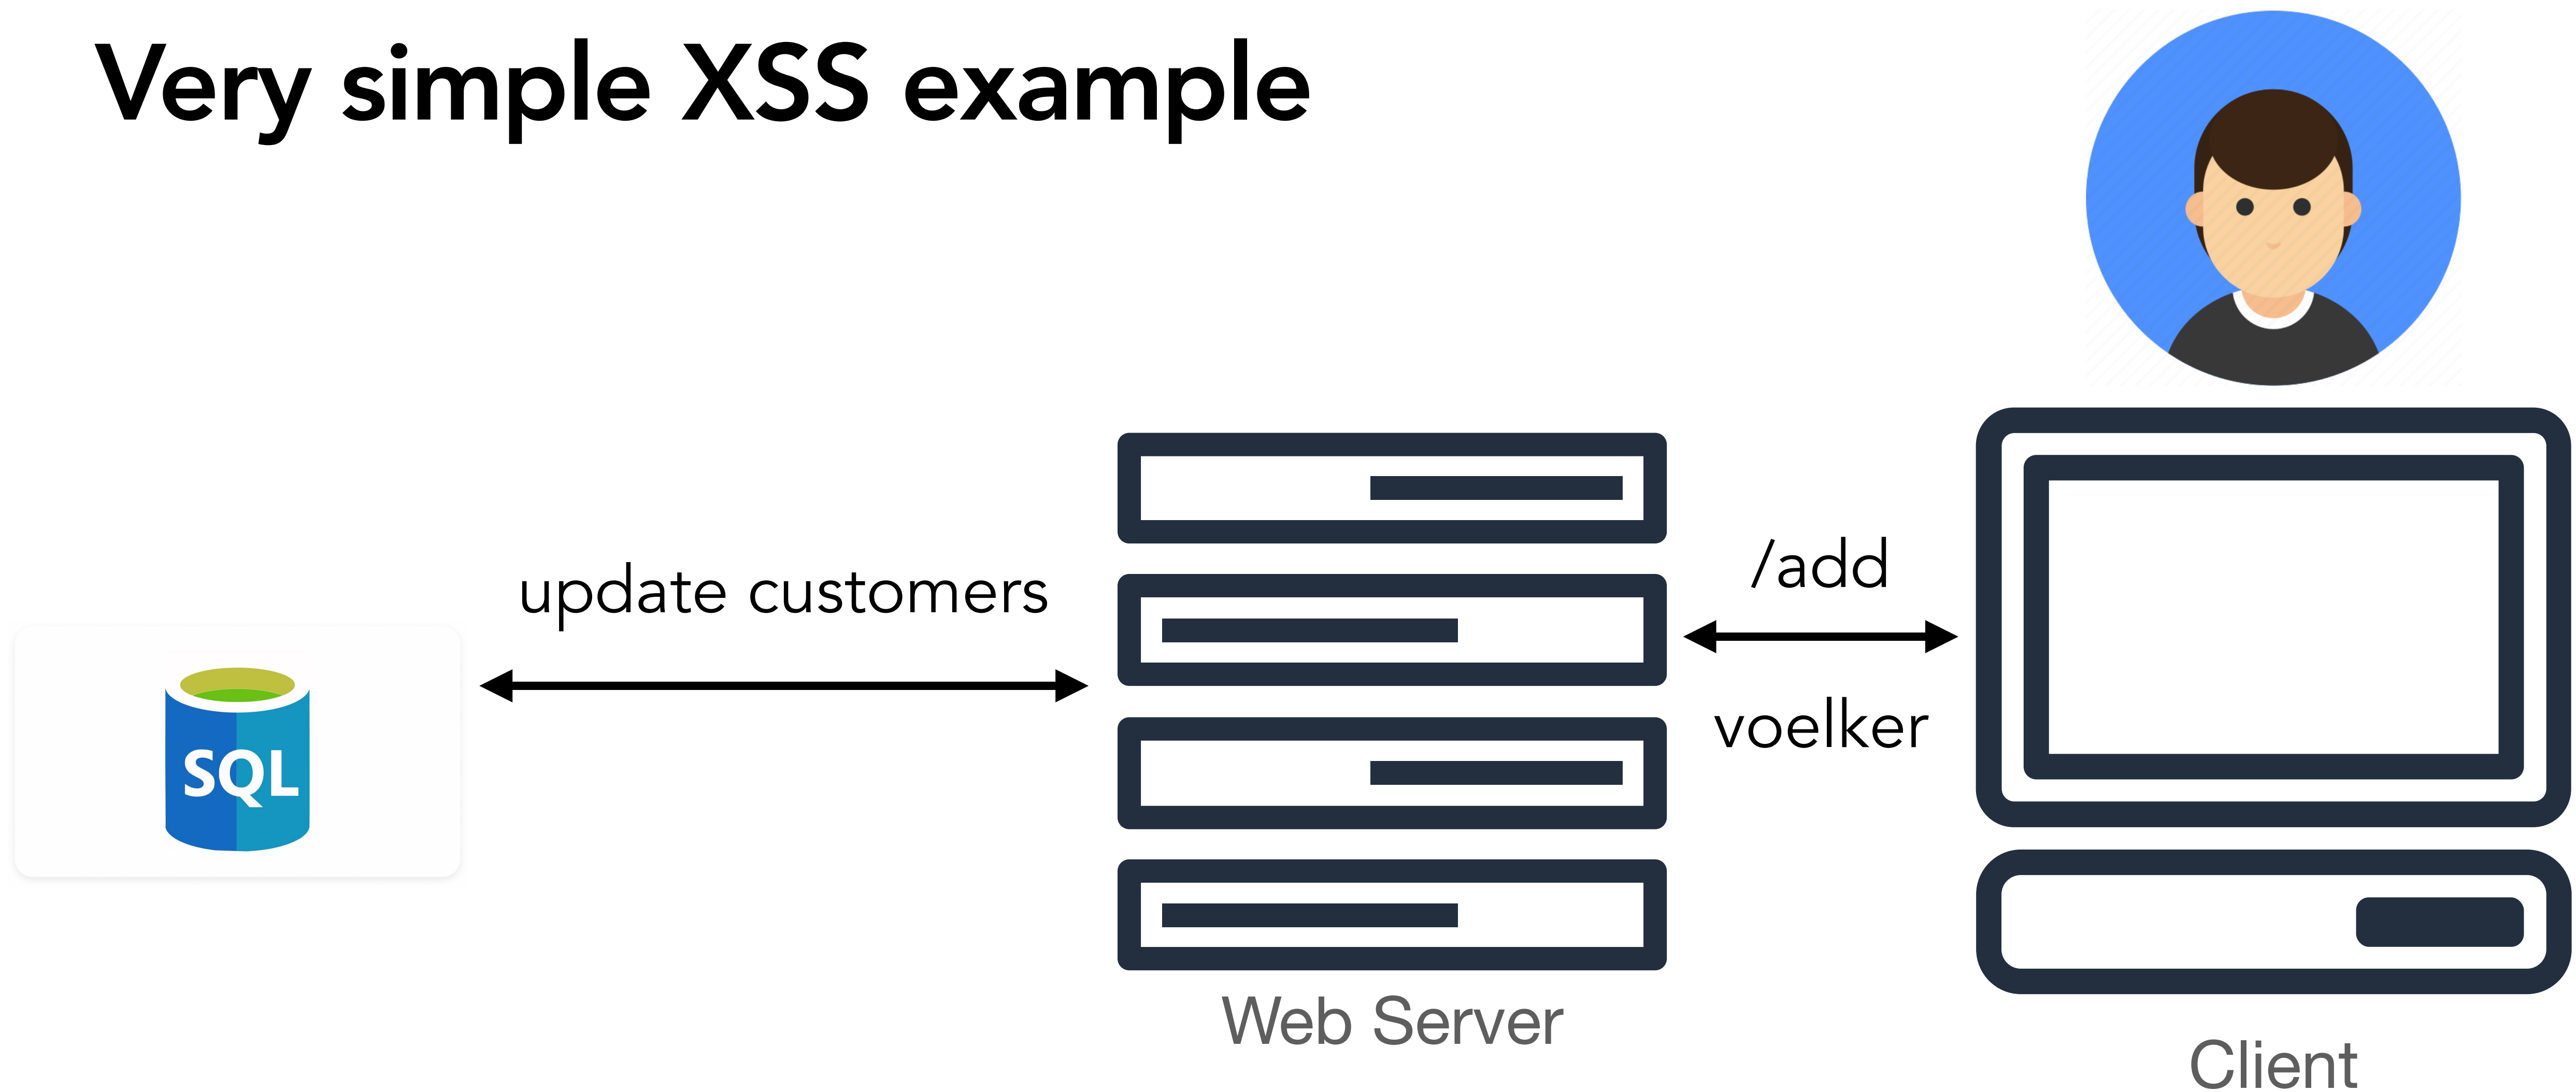 Very simple XSS example
update customers
/add
voelker
SQL
Web Server
Client